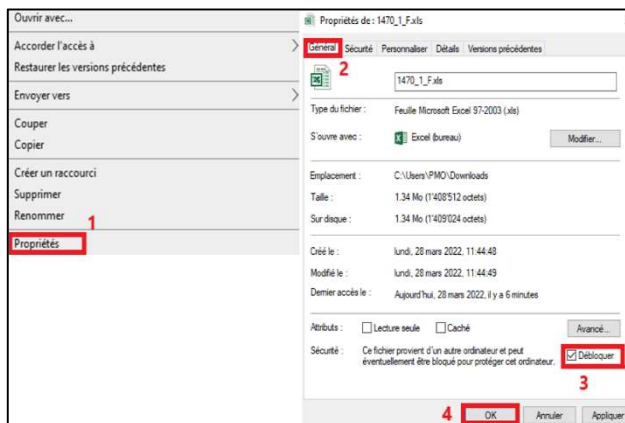 Ouvrir avec...
Accorder l'accès à
Restaurer les versions précédentes
Envoyer vers
Couper
Copier
Créer un raccourci
Supprimer
Renommer
1
Propriétés
Propriétés de : 1470_1_F.xls
Général Sécurité Personnaliser Détails Versions précédentes
2
1470_1_F.xls
Type du fichier : Feuille Microsoft Excel 97-2003 (.xls)
S'ouvre avec : Excel (bureau) Modifier...
Emplacement : C:\Users\PMO\Downloads
Taille : 1.34 Mo (1'408'512 octets)
Sur disque : 1.34 Mo (1'409'024 octets)
Créé le : lundi, 28 mars 2022, 11:44:48
Modifié le : lundi, 28 mars 2022, 11:44:49
Dernier accès le : Aujourd'hui, 28 mars 2022, il y a 6 minutes
Attributs : Lecture seule Caché Avancé...
Sécurité : Ce fichier provient d'un autre ordinateur et peut
éventuellement être bloqué pour protéger cet ordinateur.
Débloquer
3
4 OK Annuler Appliquer